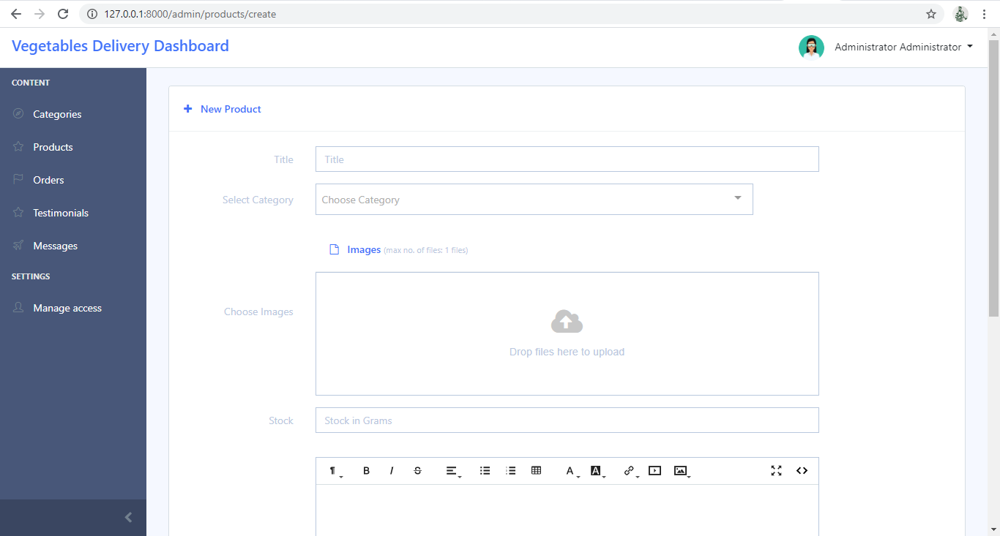 127.0.0.1:8000/admin/products/create
Vegetables Delivery Dashboard
Administrator Administrator
CONTENT
Categories
Products
Orders
Testimonials
Messages
SETTINGS
Manage access
New Product
Title
Title
Select Category
Choose Category
Images (max no. of files: 1 files)
Choose Images
Drop files here to upload
Stock
Stock in Grams
¶ B I S A A